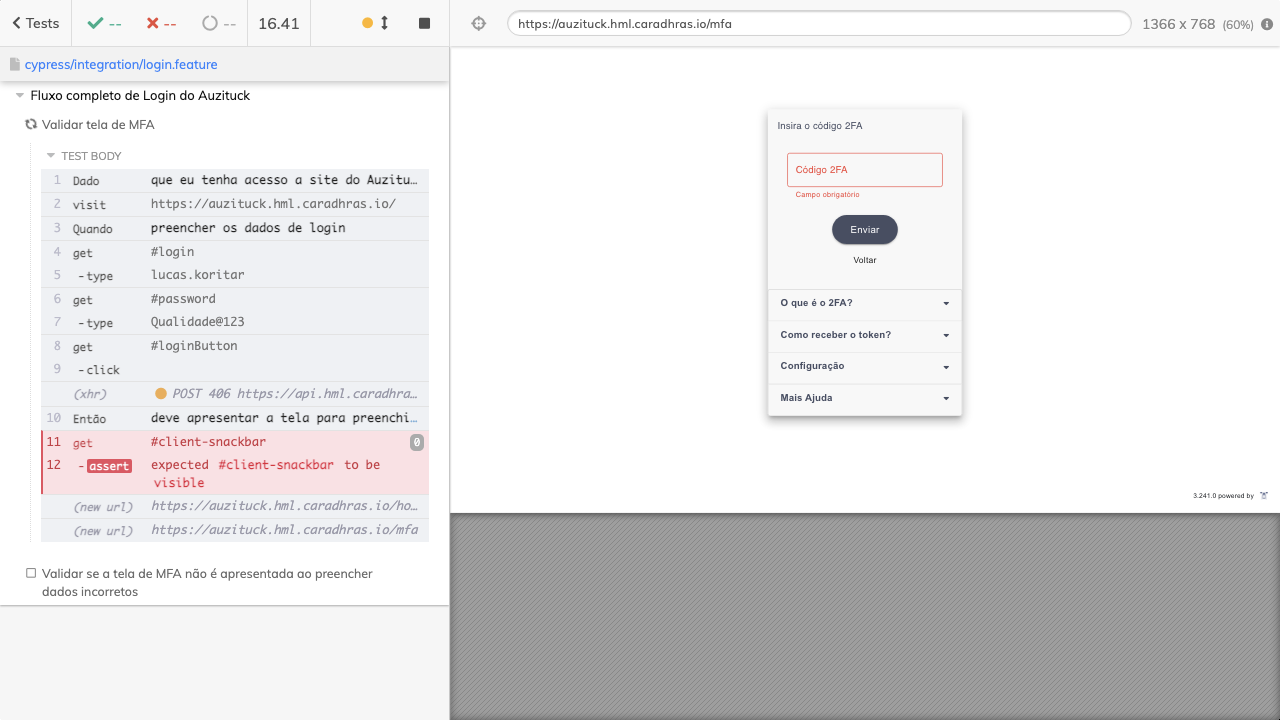 Tests
--
--
--
16.41
https://auzituck.hml.caradhras.io/mfa
1366 x 768 (60%)
cypress/integration/login.feature
Fluxo completo de Login do Auzituck
Validar tela de MFA
TEST BODY
1 Dado que eu tenha acesso a site do Auzitu…
2 visit https://auzituck.hml.caradhras.io/
3 Quando preencher os dados de login
4 get #login
5 -type lucas.koritar
6 get #password
7 -type Qualidade@123
8 get #loginButton
9 -click
(xhr) POST 406 https://api.hml.caradhra…
10 Então deve apresentar a tela para preenchi…
11 get #client-snackbar 0
12 -assert expected #client-snackbar to be
visible
(new url) https://auzituck.hml.caradhras.io/ho…
(new url) https://auzituck.hml.caradhras.io/mfa
Validar se a tela de MFA não é apresentada ao preencher
dados incorretos
Insira o código 2FA
Código 2FA
Campo obrigatório
Enviar
Voltar
O que é o 2FA?
Como receber o token?
Configuração
Mais Ajuda
3.241.0 powered by